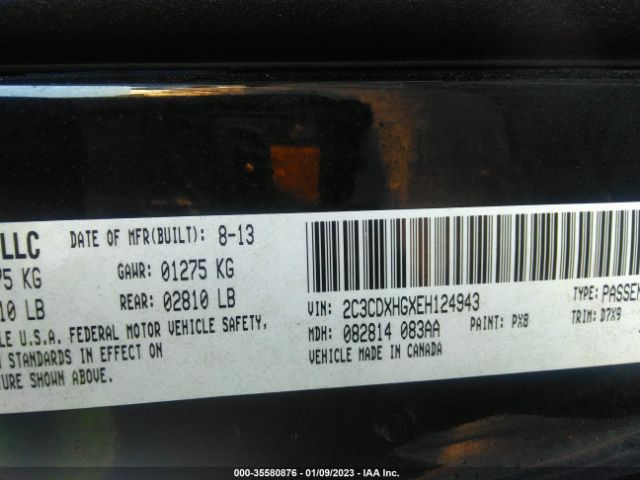 LLC DATE OF MFR(BUILT): 8-13
75 KG GAWR: 01275 KG
10 LB REAR: 02810 LB
LE U.S.A. FEDERAL MOTOR VEHICLE SAFETY,
STANDARDS IN EFFECT ON
TURE SHOWN ABOVE.
VIN: 2C3CDXHGXEH124943 TYPE: PASSEN
MDH: 082814 083AA PAINT: PX8 TRIM: D7X9
VEHICLE MADE IN CANADA
000-35580876 | 01/09/2023 - IAA Inc.